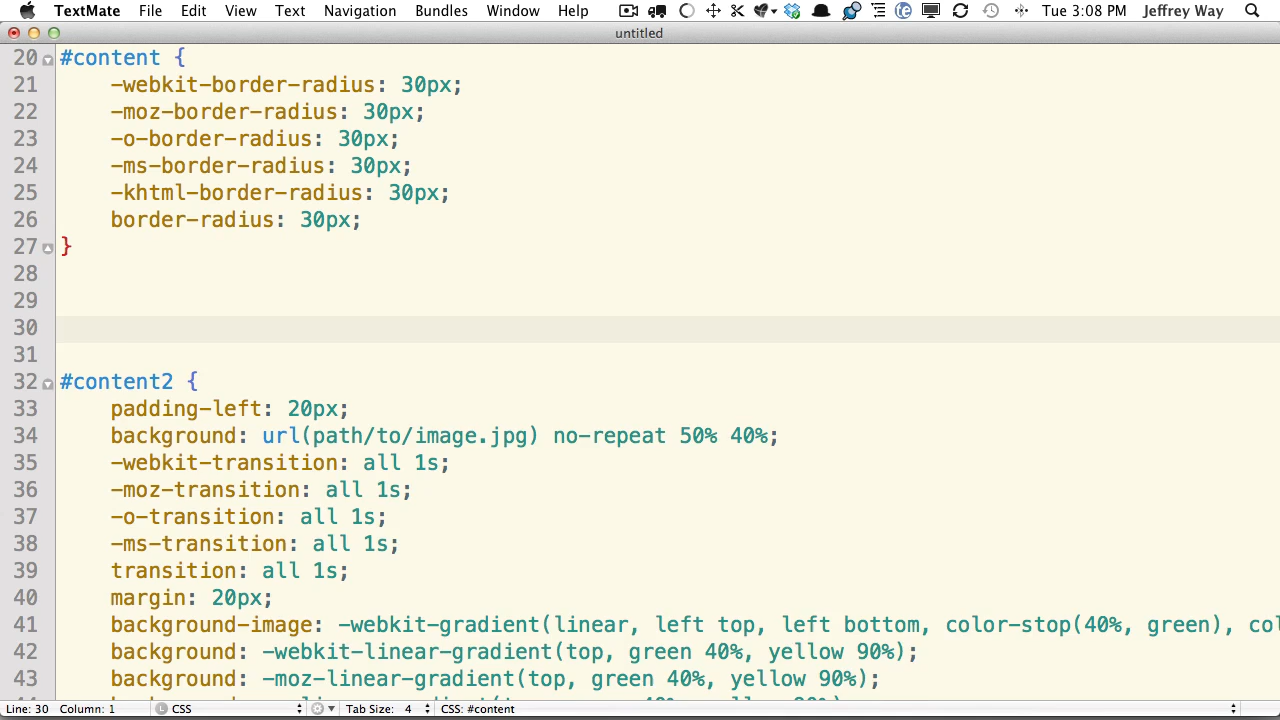 TextMate File Edit View Text Navigation Bundles Window Help Tue 3:08 PM Jeffrey Way
untitled
20 #content {
21 -webkit-border-radius: 30px;
22 -moz-border-radius: 30px;
23 -o-border-radius: 30px;
24 -ms-border-radius: 30px;
25 -khtml-border-radius: 30px;
26 border-radius: 30px;
27 }
28
29
30
31
32 #content2 {
33 padding-left: 20px;
34 background: url(path/to/image.jpg) no-repeat 50% 40%;
35 -webkit-transition: all 1s;
36 -moz-transition: all 1s;
37 -o-transition: all 1s;
38 -ms-transition: all 1s;
39 transition: all 1s;
40 margin: 20px;
41 background-image: -webkit-gradient(linear, left top, left bottom, color-stop(40%, green), col
42 background: -webkit-linear-gradient(top, green 40%, yellow 90%);
43 -moz-linear-gradient(top, green 40%, yellow 90%);
Line: 30 Column: 1 CSS Tab Size: 4 CSS: #content